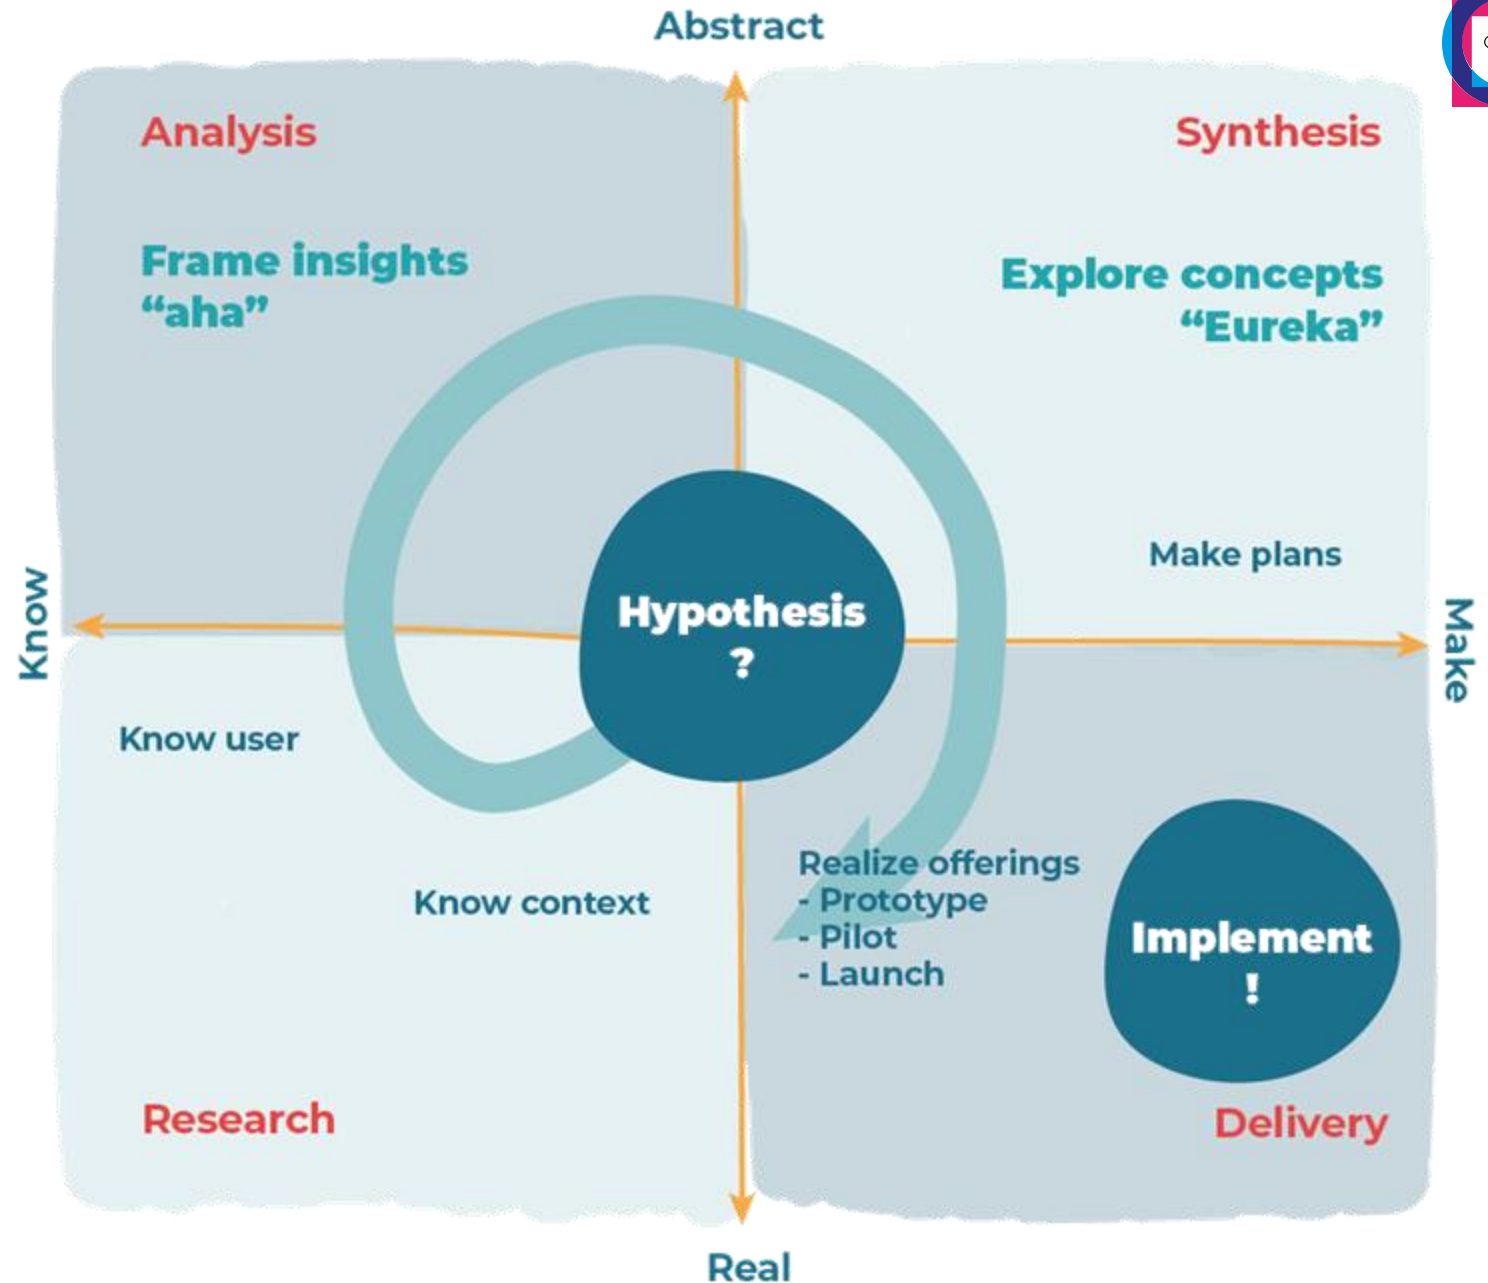 Abstract
Analysis
Synthesis
Frame insights
“aha”
Explore concepts
“Eureka”
Make plans
Know
Hypothesis
?
Make
Know user
Know context
Realize offerings
- Prototype
- Pilot
- Launch
Implement
!
Research
Delivery
Real